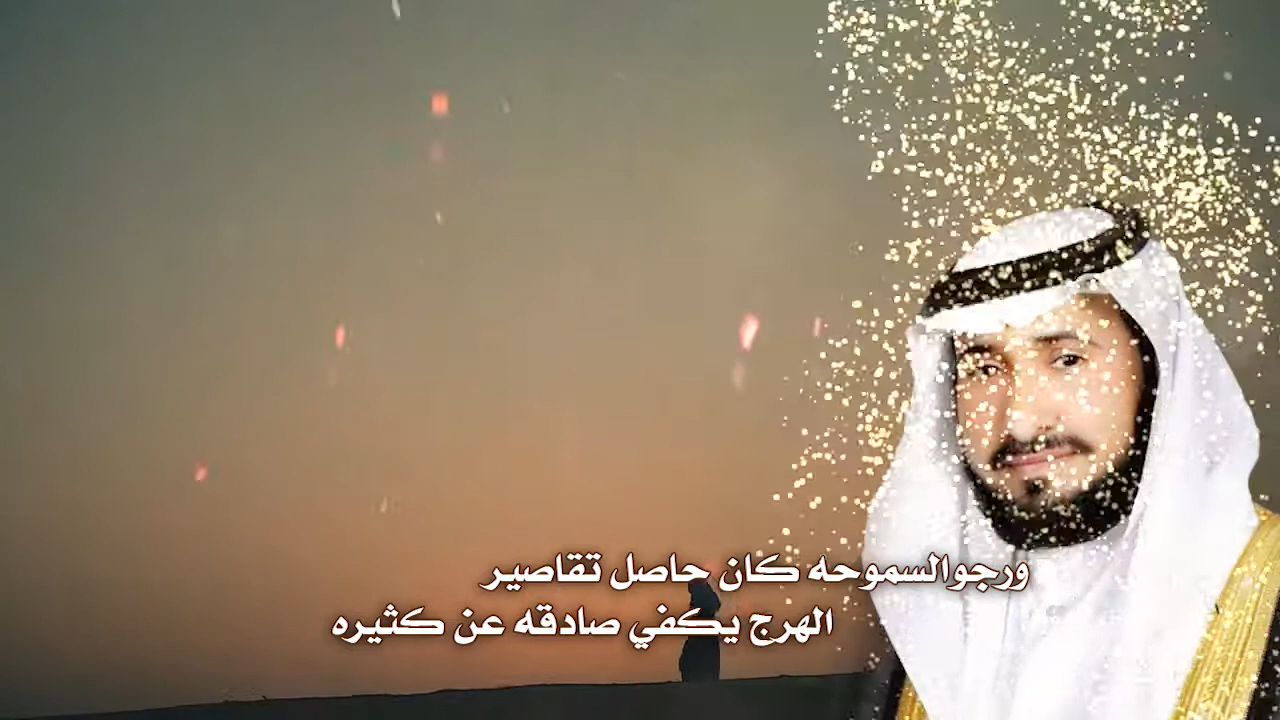 ورجوالسموحه كان حاصل تقاصير
الهرج يكفي صادقه عن كثيره